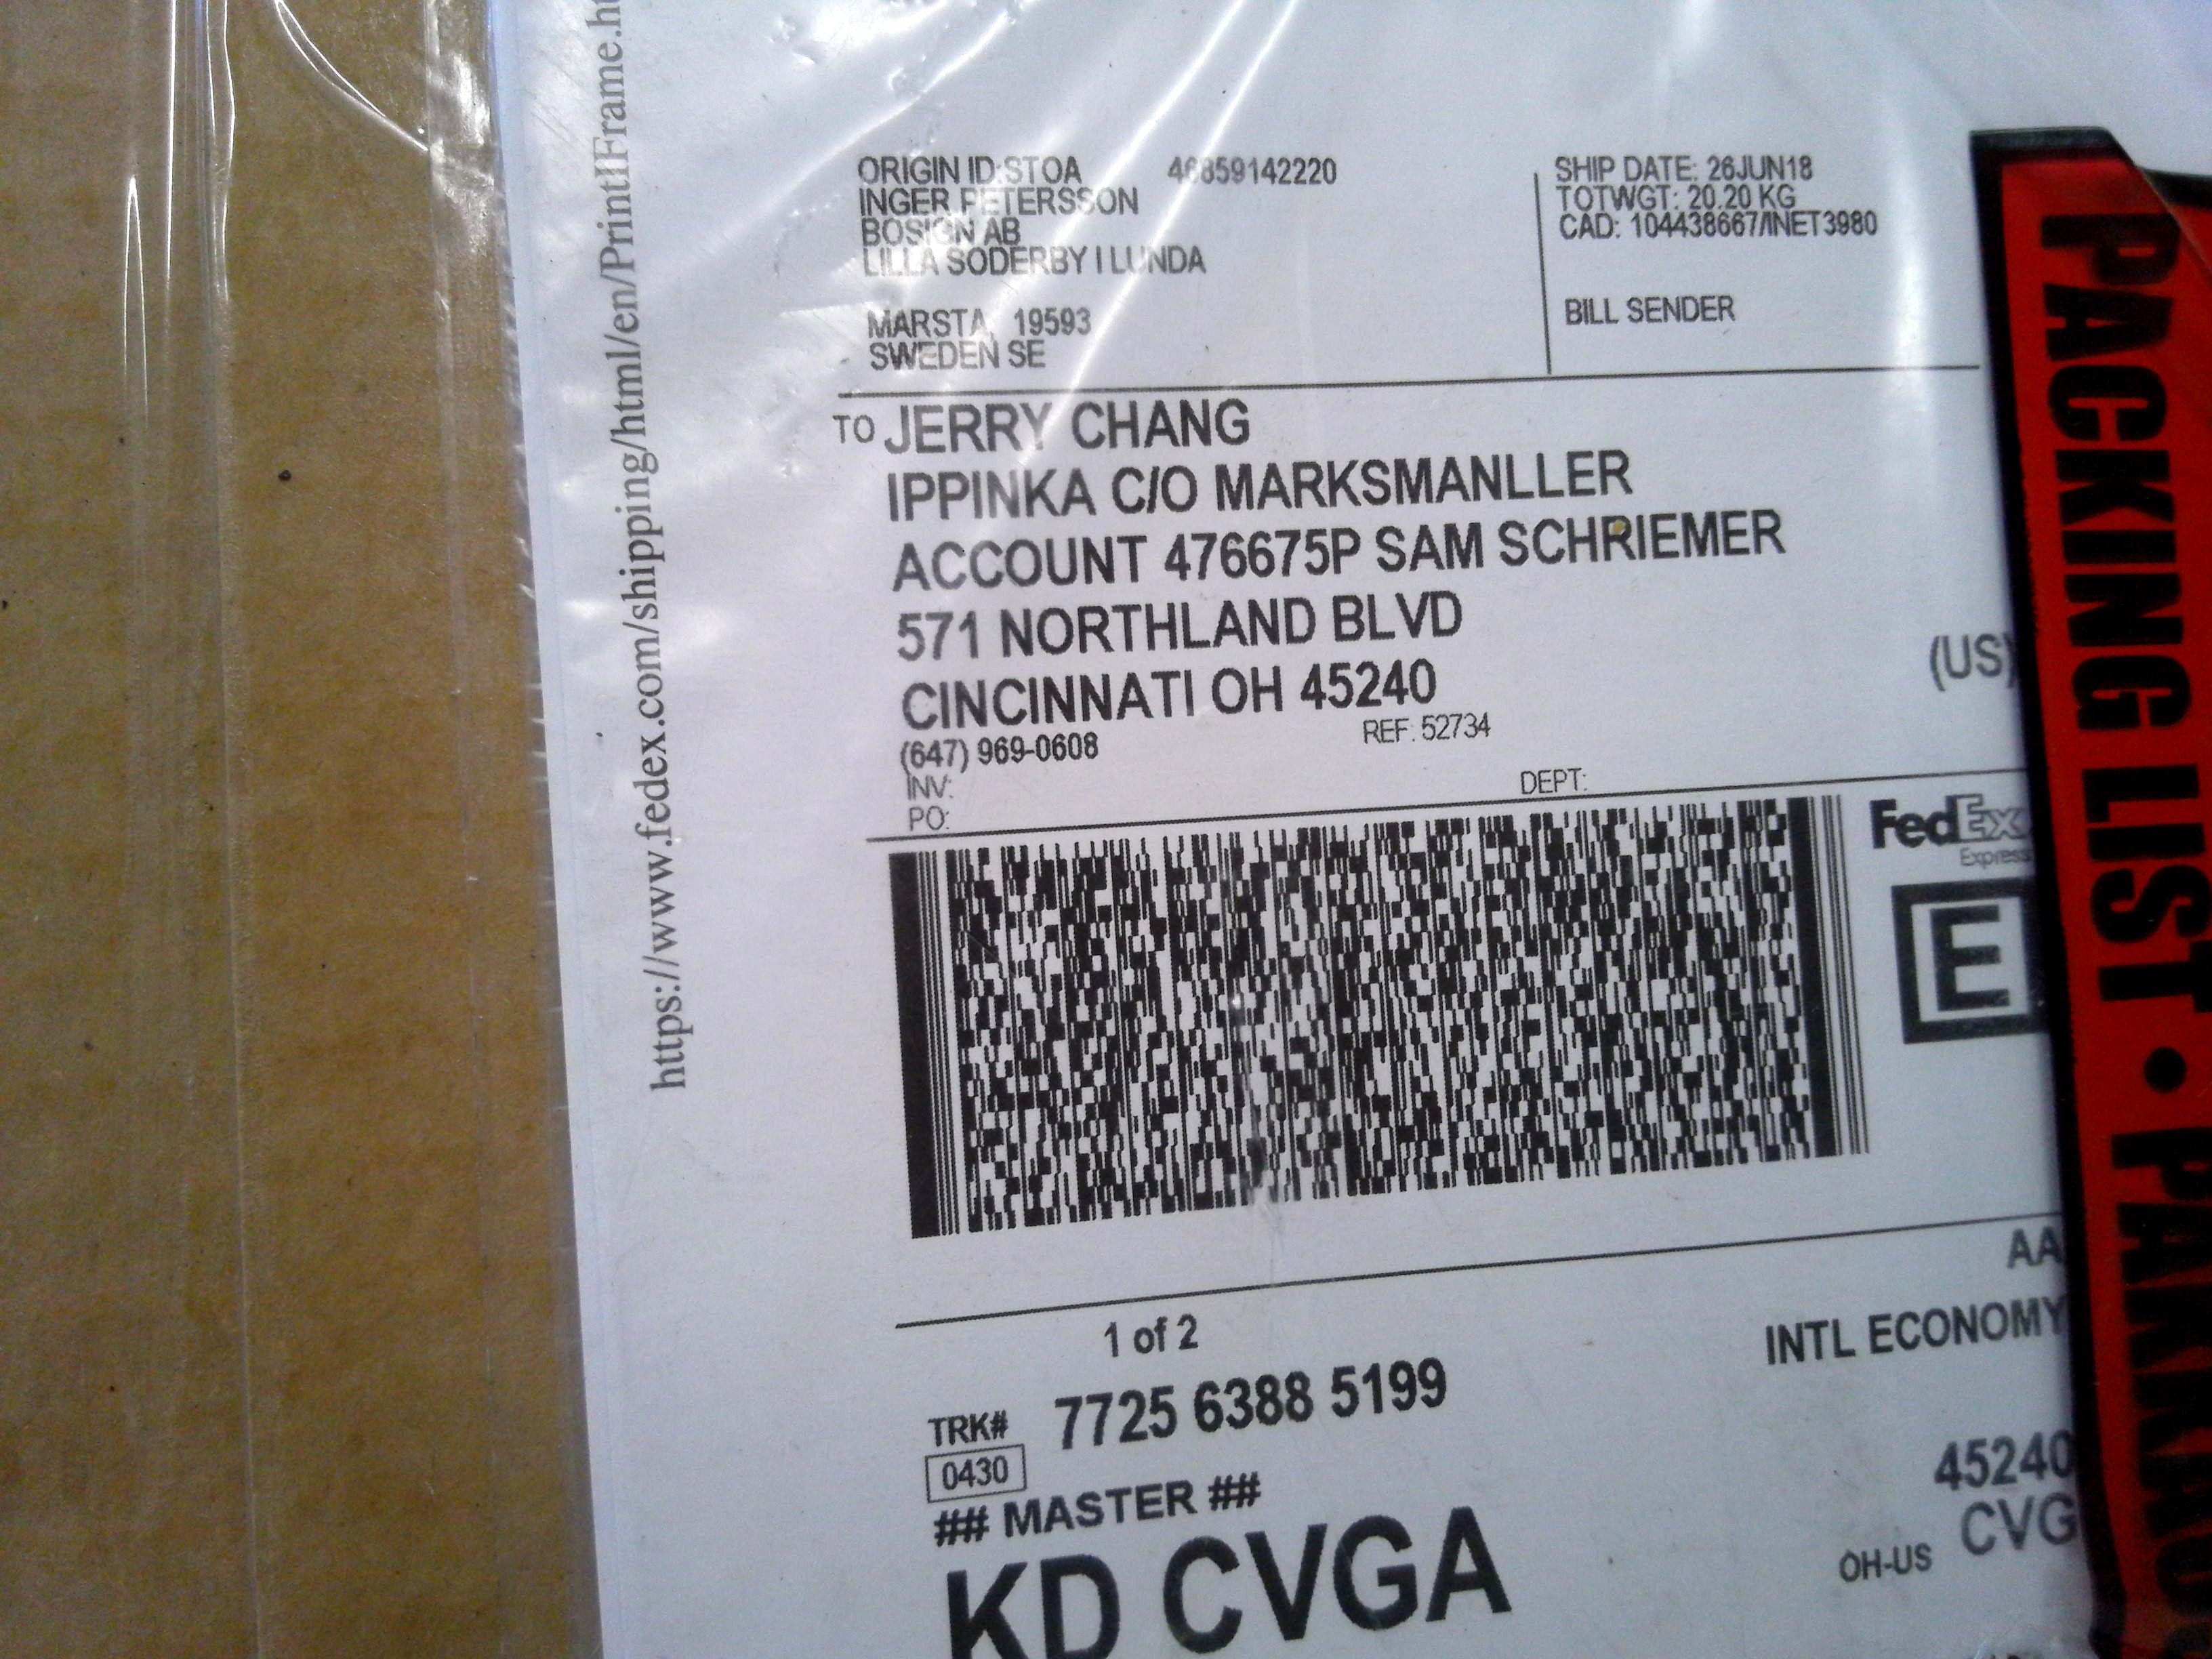 https://www.fedex.com/shipping/html/en/PrintIFrame.h
ORIGIN ID:STOA 46859142220
INGER PETERSSON
BOSIGN AB
LILLA SODERBY I LUNDA
MARSTA, 19593
SWEDEN SE
SHIP DATE: 26JUN18
TOTWGT: 20.20 KG
CAD: 104438667/INET3980
BILL SENDER
TO JERRY CHANG
IPPINKA C/O MARKSMANLLER
ACCOUNT 476675P SAM SCHRIEMER
571 NORTHLAND BLVD
CINCINNATI OH 45240
(US)
(647) 969-0608 REF: 52734
INV:
PO: DEPT:
FedEx
Express
E
AA
1 of 2
INTL ECONOMY
TRK# 7725 6388 5199
0430
## MASTER ##
45240
KD CVGA
OH-US CVG
PACKING LIST •